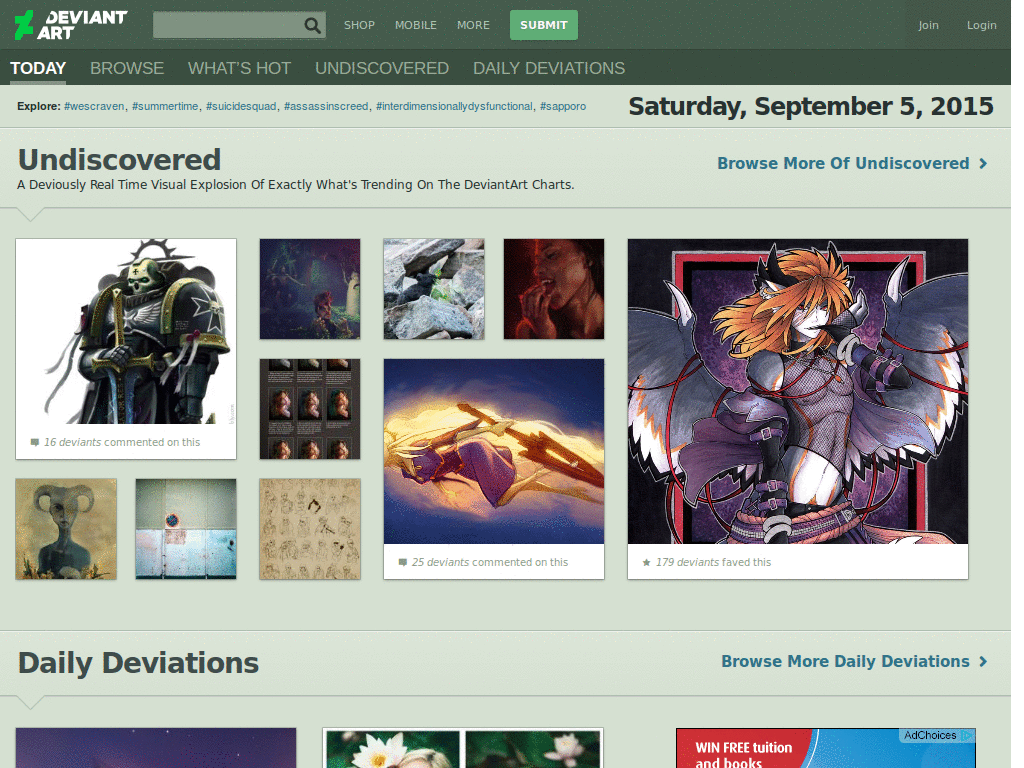 DEVIANT ART
SHOP MOBILE MORE SUBMIT Join Login
TODAY BROWSE WHAT'S HOT UNDISCOVERED DAILY DEVIATIONS
Explore: #wescraven, #summertime, #suicidesquad, #assassinscreed, #interdimensionallydysfunctional, #sapporo
Saturday, September 5, 2015
Undiscovered
A Deviously Real Time Visual Explosion Of Exactly What's Trending On The DeviantArt Charts.
Browse More Of Undiscovered
16 deviants commented on this
25 deviants commented on this
179 deviants faved this
Daily Deviations
Browse More Daily Deviations
AdChoices
WIN FREE tuition
and books